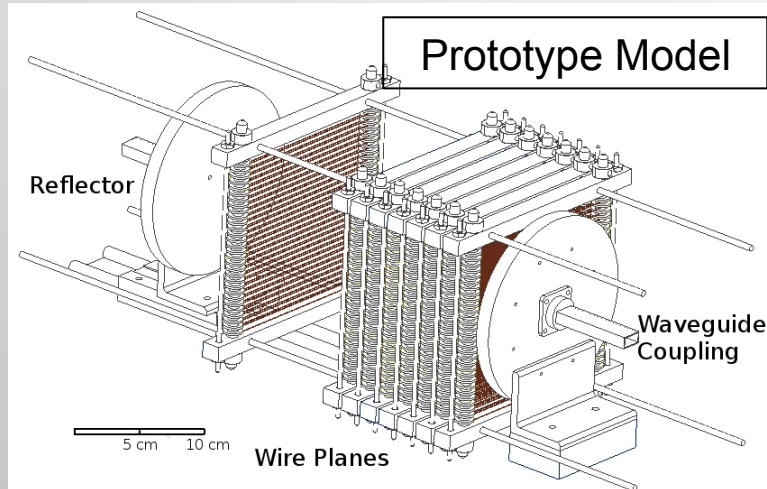 Prototype Model
Reflector
Waveguide
Coupling
5 cm 10 cm
Wire Planes